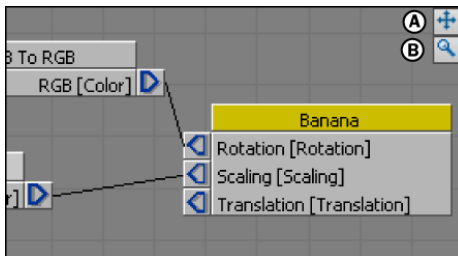 A
B
B To RGB
RGB [Color]
Banana
Rotation [Rotation]
Scaling [Scaling]
Translation [Translation]
r]